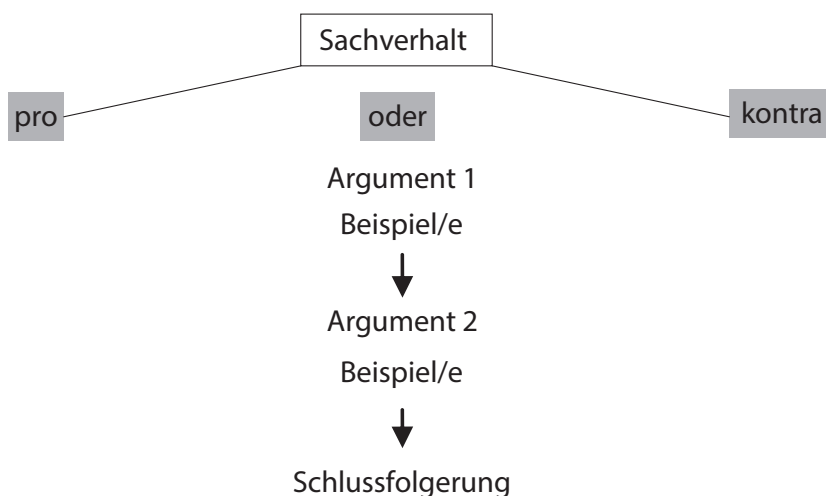 Sachverhalt
pro oder kontra
Argument 1
Beispiel/e
Argument 2
Beispiel/e
Schlussfolgerung